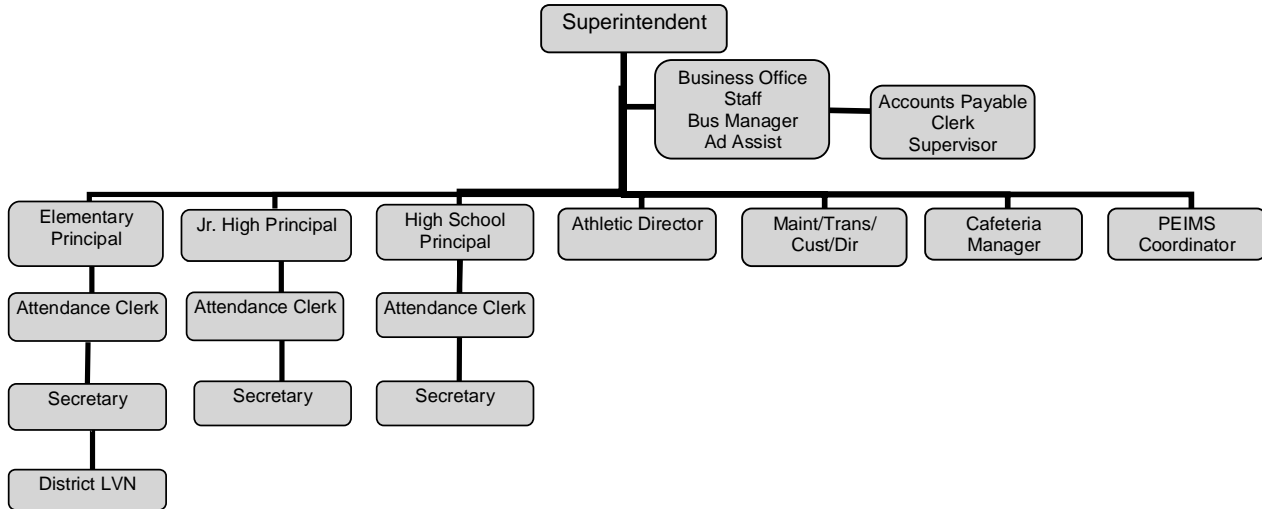 Superintendent
Business Office
Staff
Bus Manager
Ad Assist
Accounts Payable
Clerk
Supervisor
Elementary
Principal
Jr. High Principal
High School
Principal
Athletic Director
Maint/Trans/
Cust/Dir
Cafeteria
Manager
PEIMS
Coordinator
Attendance Clerk
Attendance Clerk
Attendance Clerk
Secretary
Secretary
Secretary
District LVN